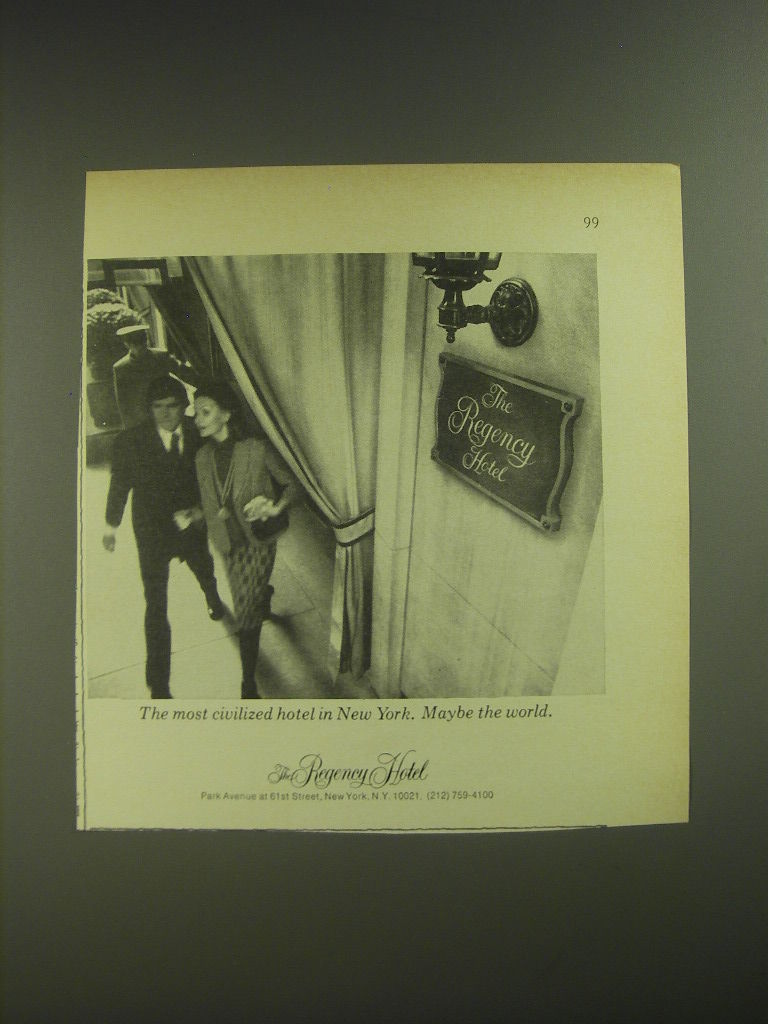 99
The
Regency
Hotel
The most civilized hotel in New York. Maybe the world.
The Regency Hotel
Park Avenue at 61st Street, New York, N.Y. 10021, (212) 759-4100